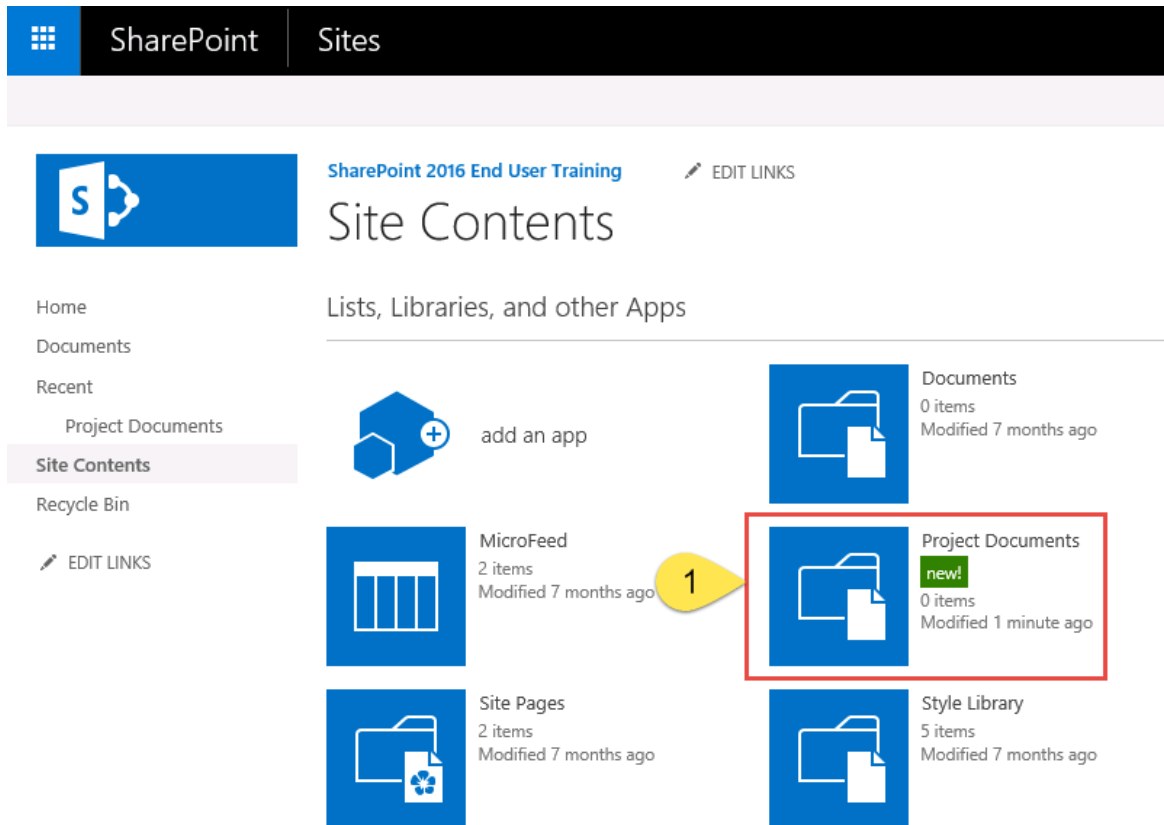 SharePoint Sites
S
SharePoint 2016 End User Training EDIT LINKS
Site Contents
Home
Documents
Recent
Project Documents
Site Contents
Recycle Bin
EDIT LINKS
Lists, Libraries, and other Apps
add an app
Documents
0 items
Modified 7 months ago
MicroFeed
2 items
Modified 7 months ago
1
Project Documents
new!
0 items
Modified 1 minute ago
Site Pages
2 items
Modified 7 months ago
Style Library
5 items
Modified 7 months ago